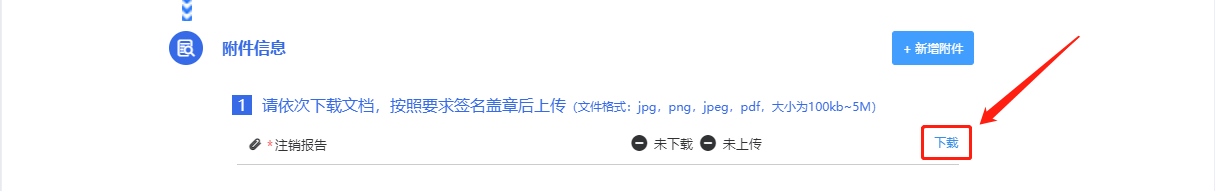 附件信息
+ 新增附件
1 请依次下载文档，按照要求签名盖章后上传（文件格式：jpg，png，jpeg，pdf，大小为100kb~5M）
*注销报告 未下载 未上传 下载